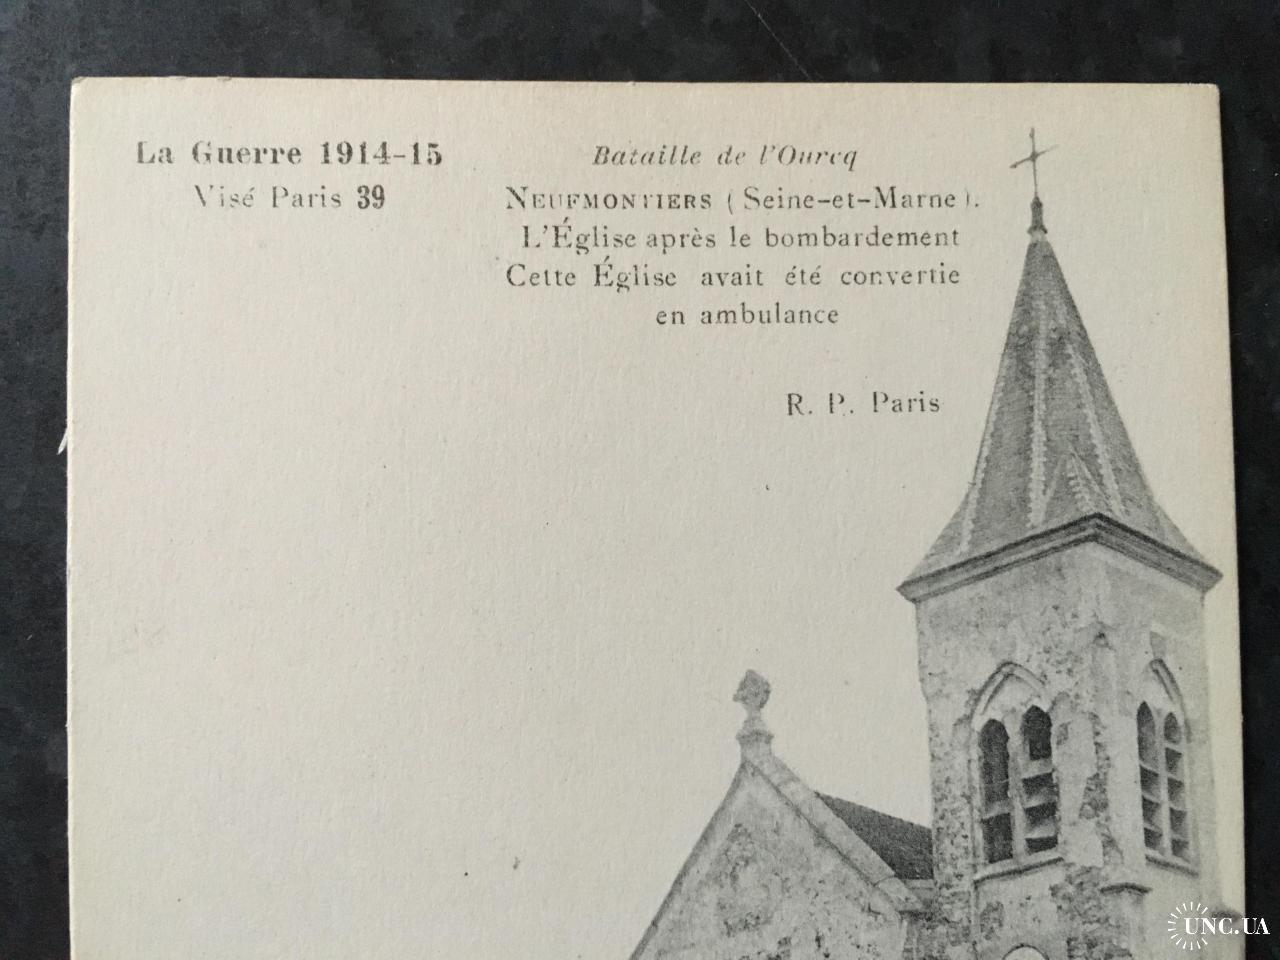 La Guerre 1914-15
Visé Paris 39
Bataille de l'Ourcq
NEUFMONTIERS (Seine-et-Marne).
L'Église après le bombardement
Cette Église avait été convertie
en ambulance
R. P. Paris
UNC.UA